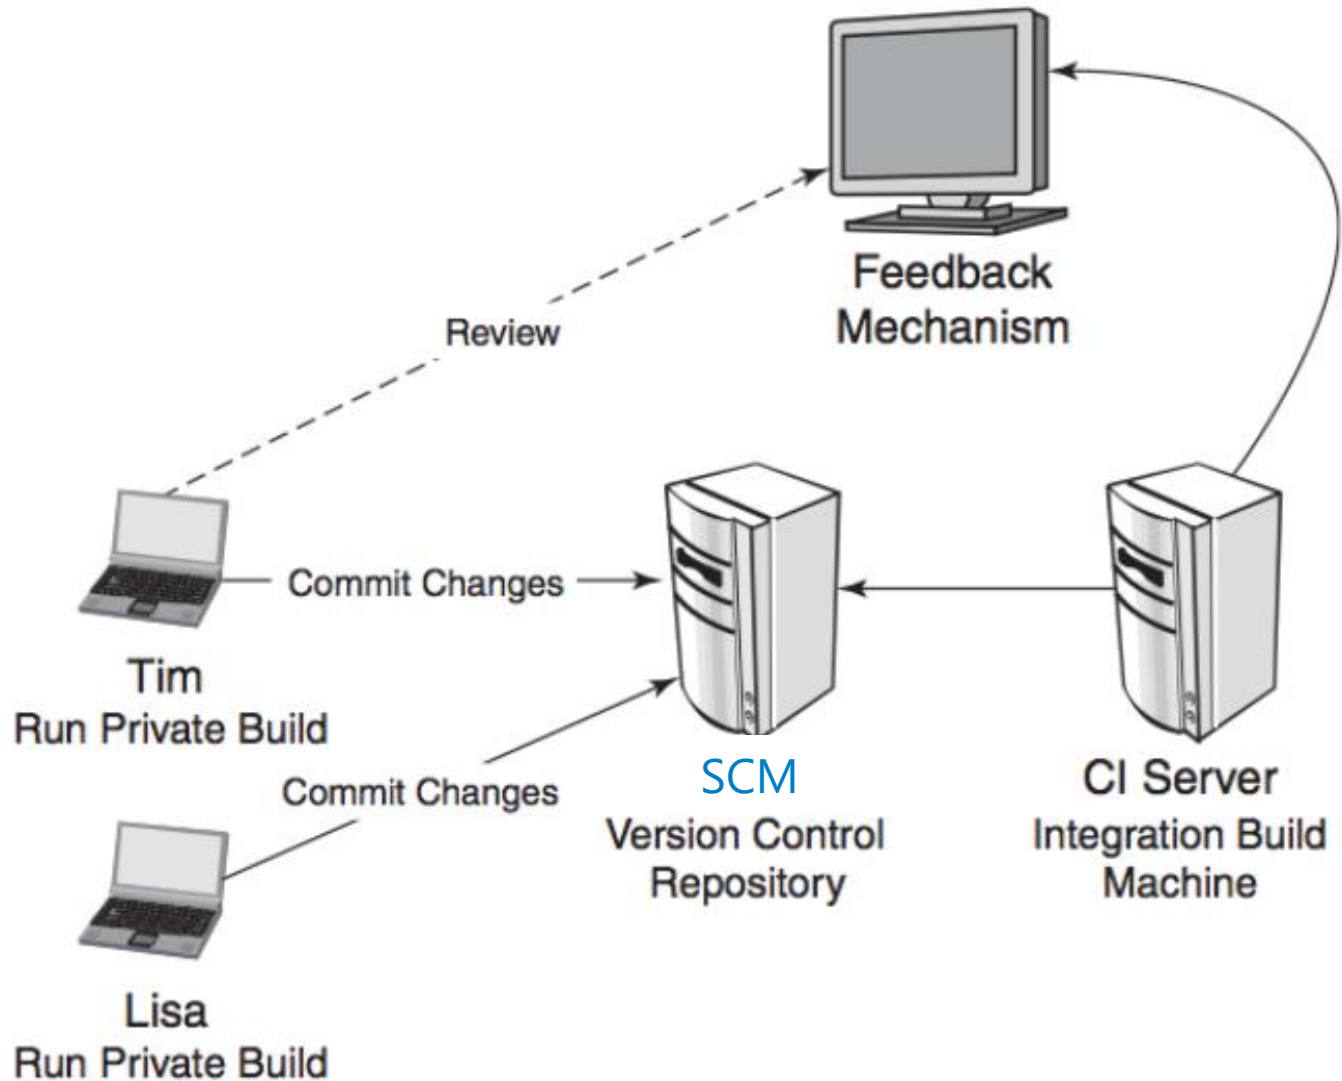 Feedback
Mechanism
Review
Commit Changes
Tim
Run Private Build
Commit Changes
SCM
Version Control
Repository
CI Server
Integration Build
Machine
Lisa
Run Private Build